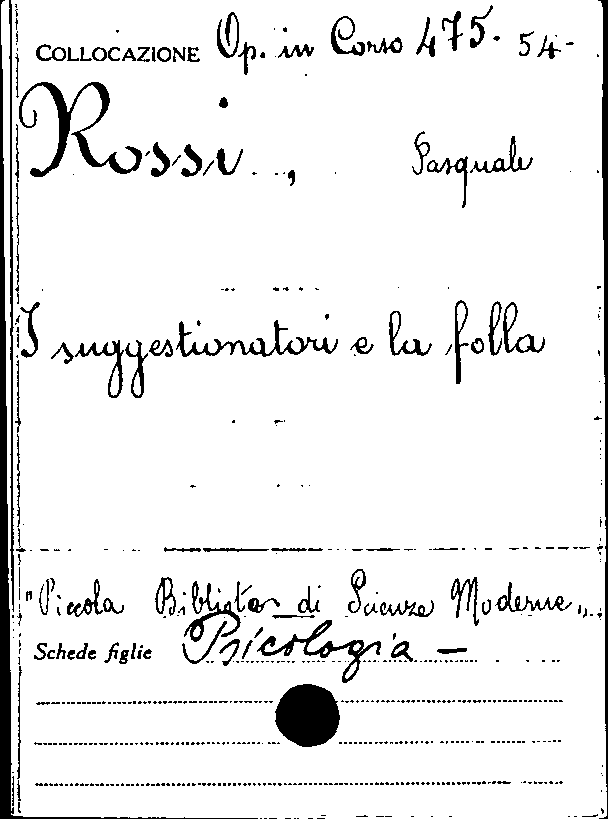 COLLOCAZIONE Op. in Corso 475. 54-
Rossi, Pasquale
I suggestionatori e la folla
"Piccola Biblioteca di Scienze Moderne„
Schede figlie Psicologia —